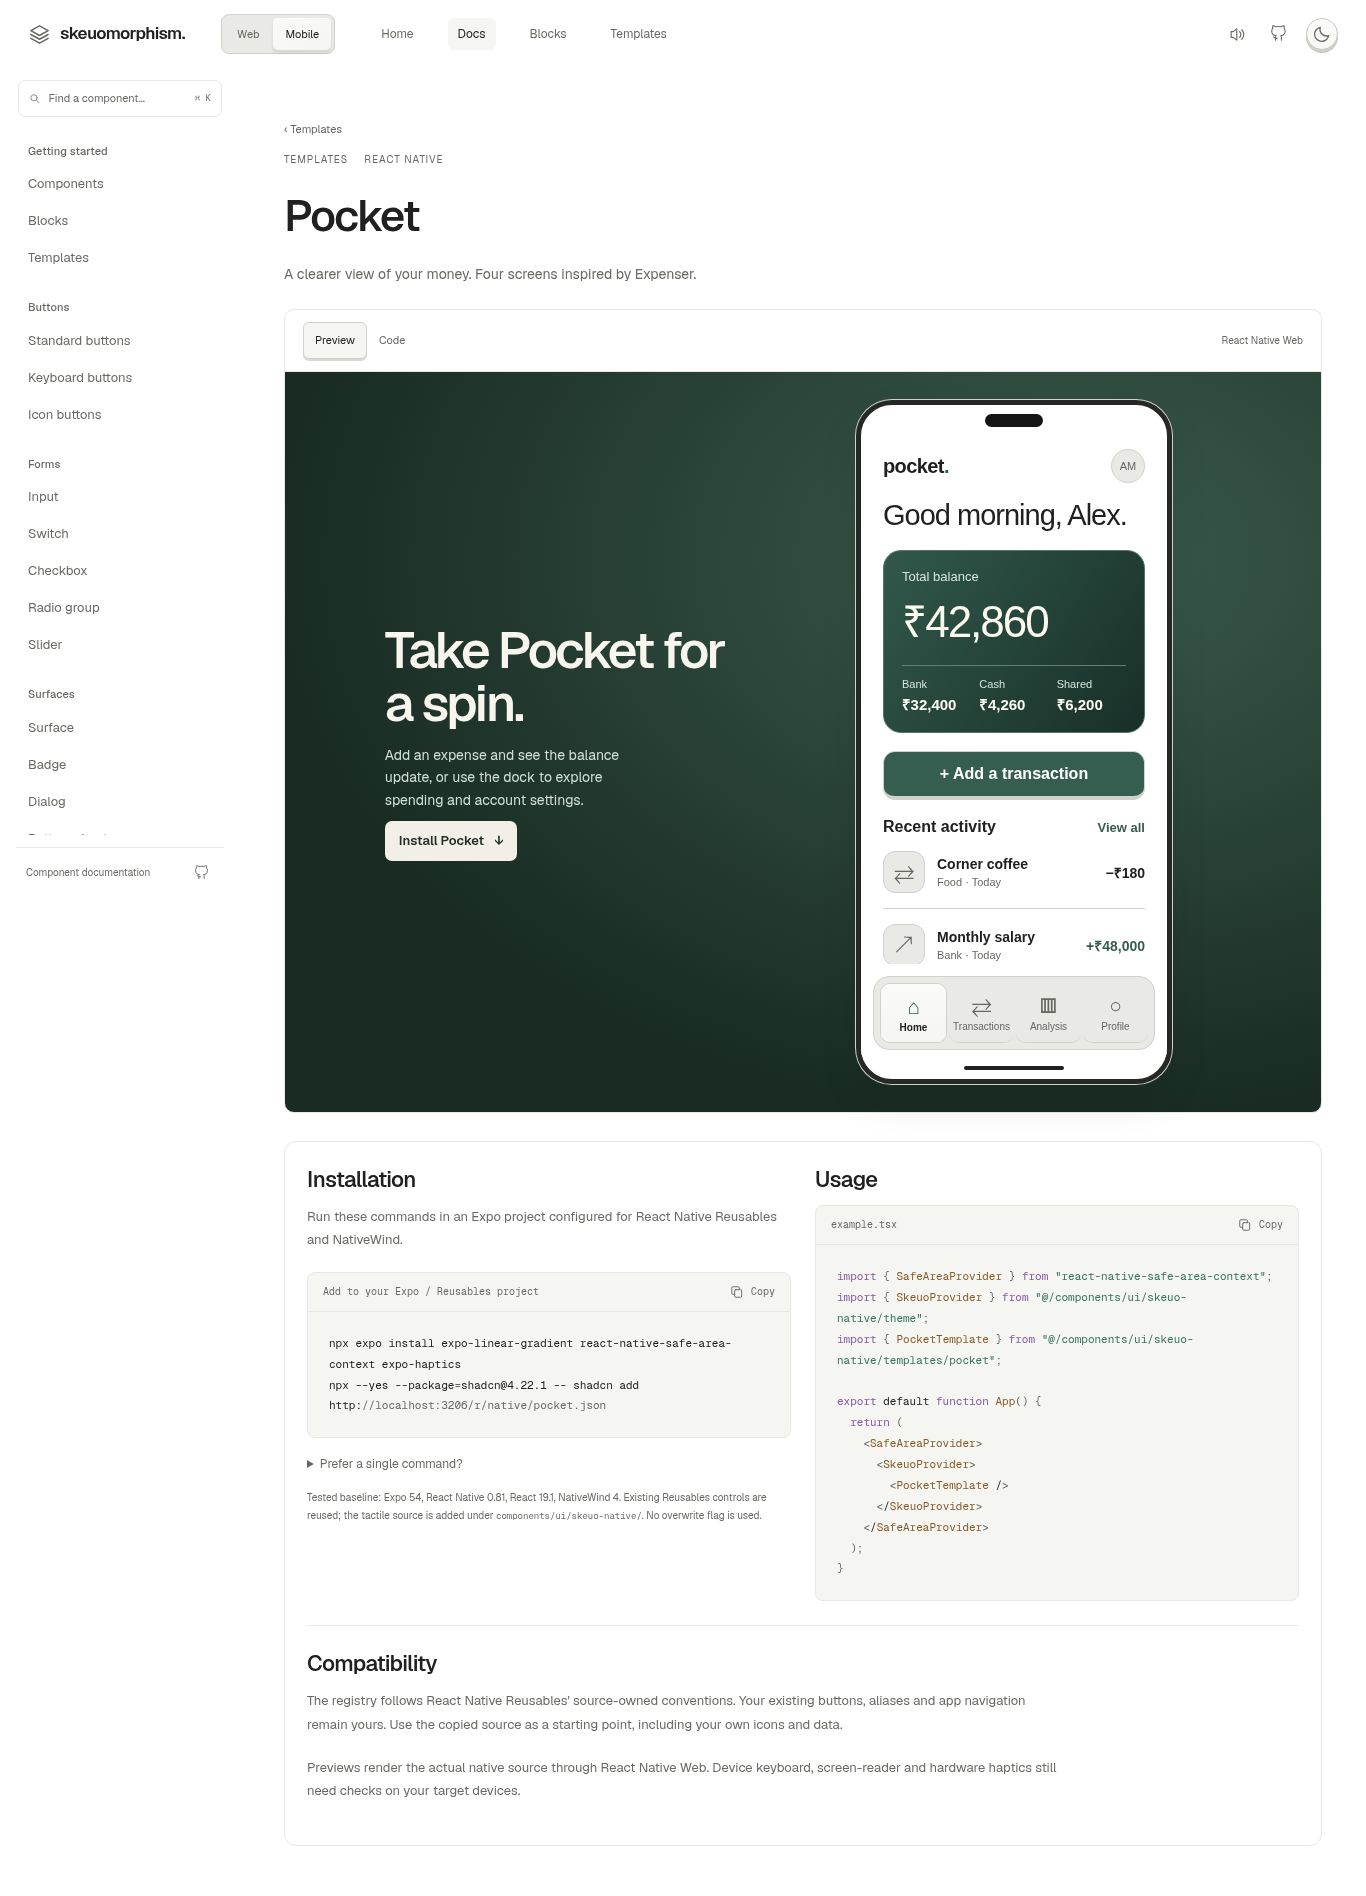 skeuomorphism.
Web
Mobile
Home
Docs
Blocks
Templates
Find a component...
⌘ K
Getting started
Components
Blocks
Templates
Buttons
Standard buttons
Keyboard buttons
Icon buttons
Forms
Input
Switch
Checkbox
Radio group
Slider
Surfaces
Surface
Badge
Dialog
Component documentation
‹ Templates
TEMPLATES REACT NATIVE
Pocket
A clearer view of your money. Four screens inspired by Expenser.
Preview
Code
React Native Web
Take Pocket for
a spin.
Add an expense and see the balance
update, or use the dock to explore
spending and account settings.
Install Pocket ↓
pocket.
AM
Good morning, Alex.
Total balance
₹42,860
Bank Cash Shared
₹32,400 ₹4,260 ₹6,200
+ Add a transaction
Recent activity
View all
Corner coffee
Food · Today
−₹180
Monthly salary
Bank · Today
+₹48,000
Home
Transactions
Analysis
Profile
Installation
Run these commands in an Expo project configured for React Native Reusables
and NativeWind.
Add to your Expo / Reusables project
Copy
npx expo install expo-linear-gradient react-native-safe-area-
context expo-haptics
npx --yes --package=shadcn@4.22.1 -- shadcn add
http://localhost:3206/r/native/pocket.json
Prefer a single command?
Tested baseline: Expo 54, React Native 0.81, React 19.1, NativeWind 4. Existing Reusables controls are
reused; the tactile source is added under components/ui/skeuo-native/. No overwrite flag is used.
Usage
example.tsx
Copy
import { SafeAreaProvider } from "react-native-safe-area-context";
import { SkeuoProvider } from "@/components/ui/skeuo-
native/theme";
import { PocketTemplate } from "@/components/ui/skeuo-
native/templates/pocket";
export default function App() {
return (
<SafeAreaProvider>
<SkeuoProvider>
<PocketTemplate />
</SkeuoProvider>
</SafeAreaProvider>
);
}
Compatibility
The registry follows React Native Reusables' source-owned conventions. Your existing buttons, aliases and app navigation
remain yours. Use the copied source as a starting point, including your own icons and data.
Previews render the actual native source through React Native Web. Device keyboard, screen-reader and hardware haptics still
need checks on your target devices.